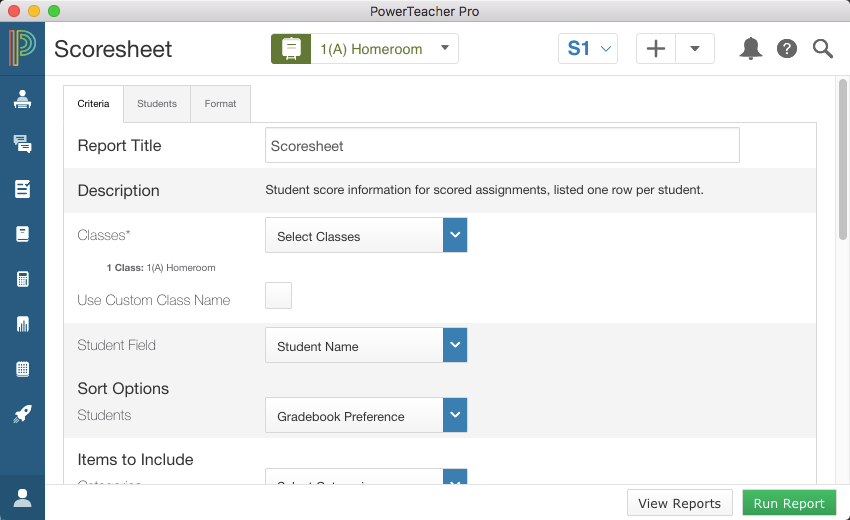 PowerTeacher Pro
Scoresheet
1(A) Homeroom
S1
Criteria
Students
Format
Report Title
Scoresheet
Description
Student score information for scored assignments, listed one row per student.
Classes*
Select Classes
1 Class: 1(A) Homeroom
Use Custom Class Name
Student Field
Student Name
Sort Options
Students
Gradebook Preference
Items to Include
View Reports
Run Report